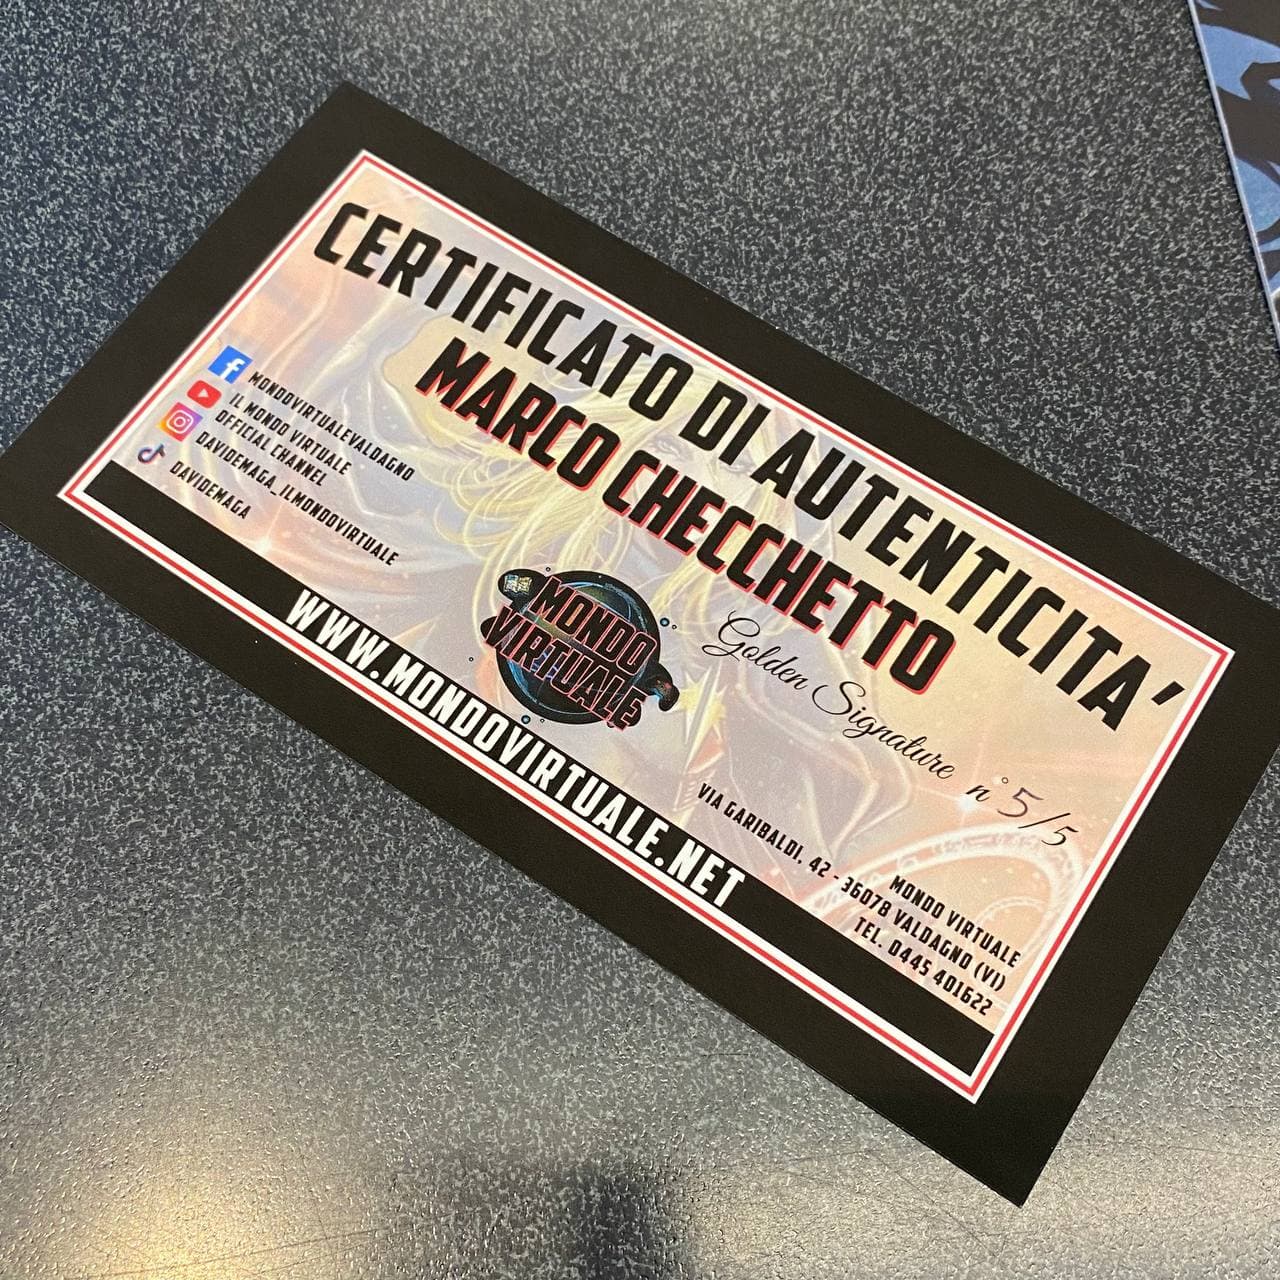 CERTIFICATO DI AUTENTICITA'
MARCO CHECCHETTO
Golden Signature n° 5/5
MONDOVIRTUALEVALDAGNO
IL MONDO VIRTUALE
OFFICIAL CHANNEL
DAVIDEMAGA_ILMONDOVIRTUALE
DAVIDEMAGA
MONDO
VIRTUALE
MONDO VIRTUALE
VIA GARIBALDI, 42 - 36078 VALDAGNO (VI)
TEL. 0445 401622
WWW.MONDOVIRTUALE.NET